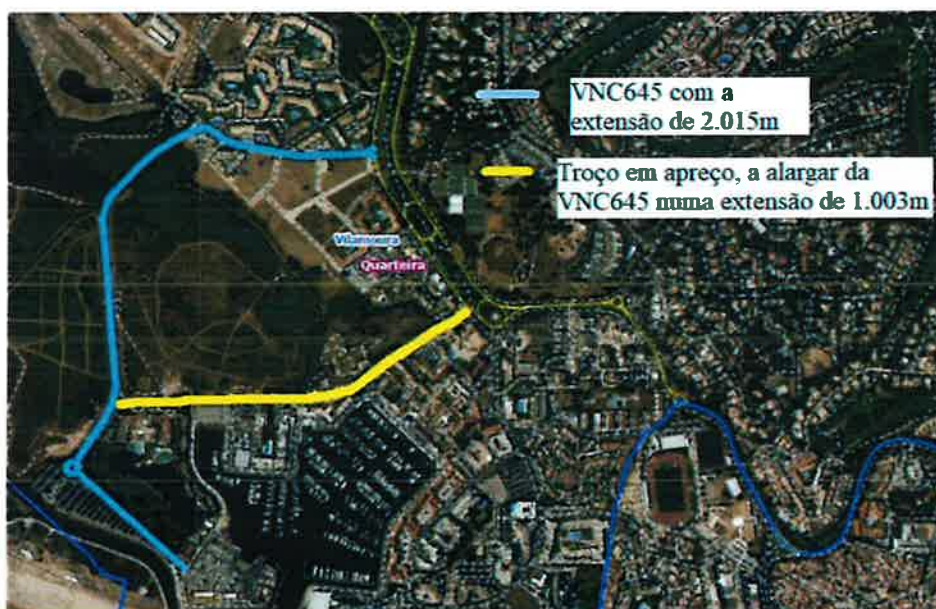 VNC645 com a
extensão de 2.015m
Troço em apreço, a alargar da
VNC645 numa extensão de 1.003m
Vilamoura
Quarteira